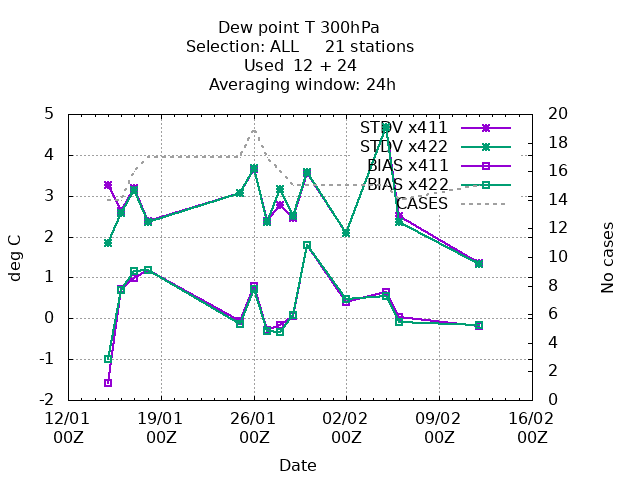 Dew point T 300hPa
Selection: ALL 21 stations
Used 12 + 24
Averaging window: 24h
5
4
3
2
1
0
-1
-2
deg C
20
18
16
14
12
10
8
6
4
2
0
No cases
STDV x411
STDV x422
BIAS x411
BIAS x422
CASES
12/01 19/01 26/01 02/02 09/02 16/02
00Z 00Z 00Z 00Z 00Z 00Z
Date